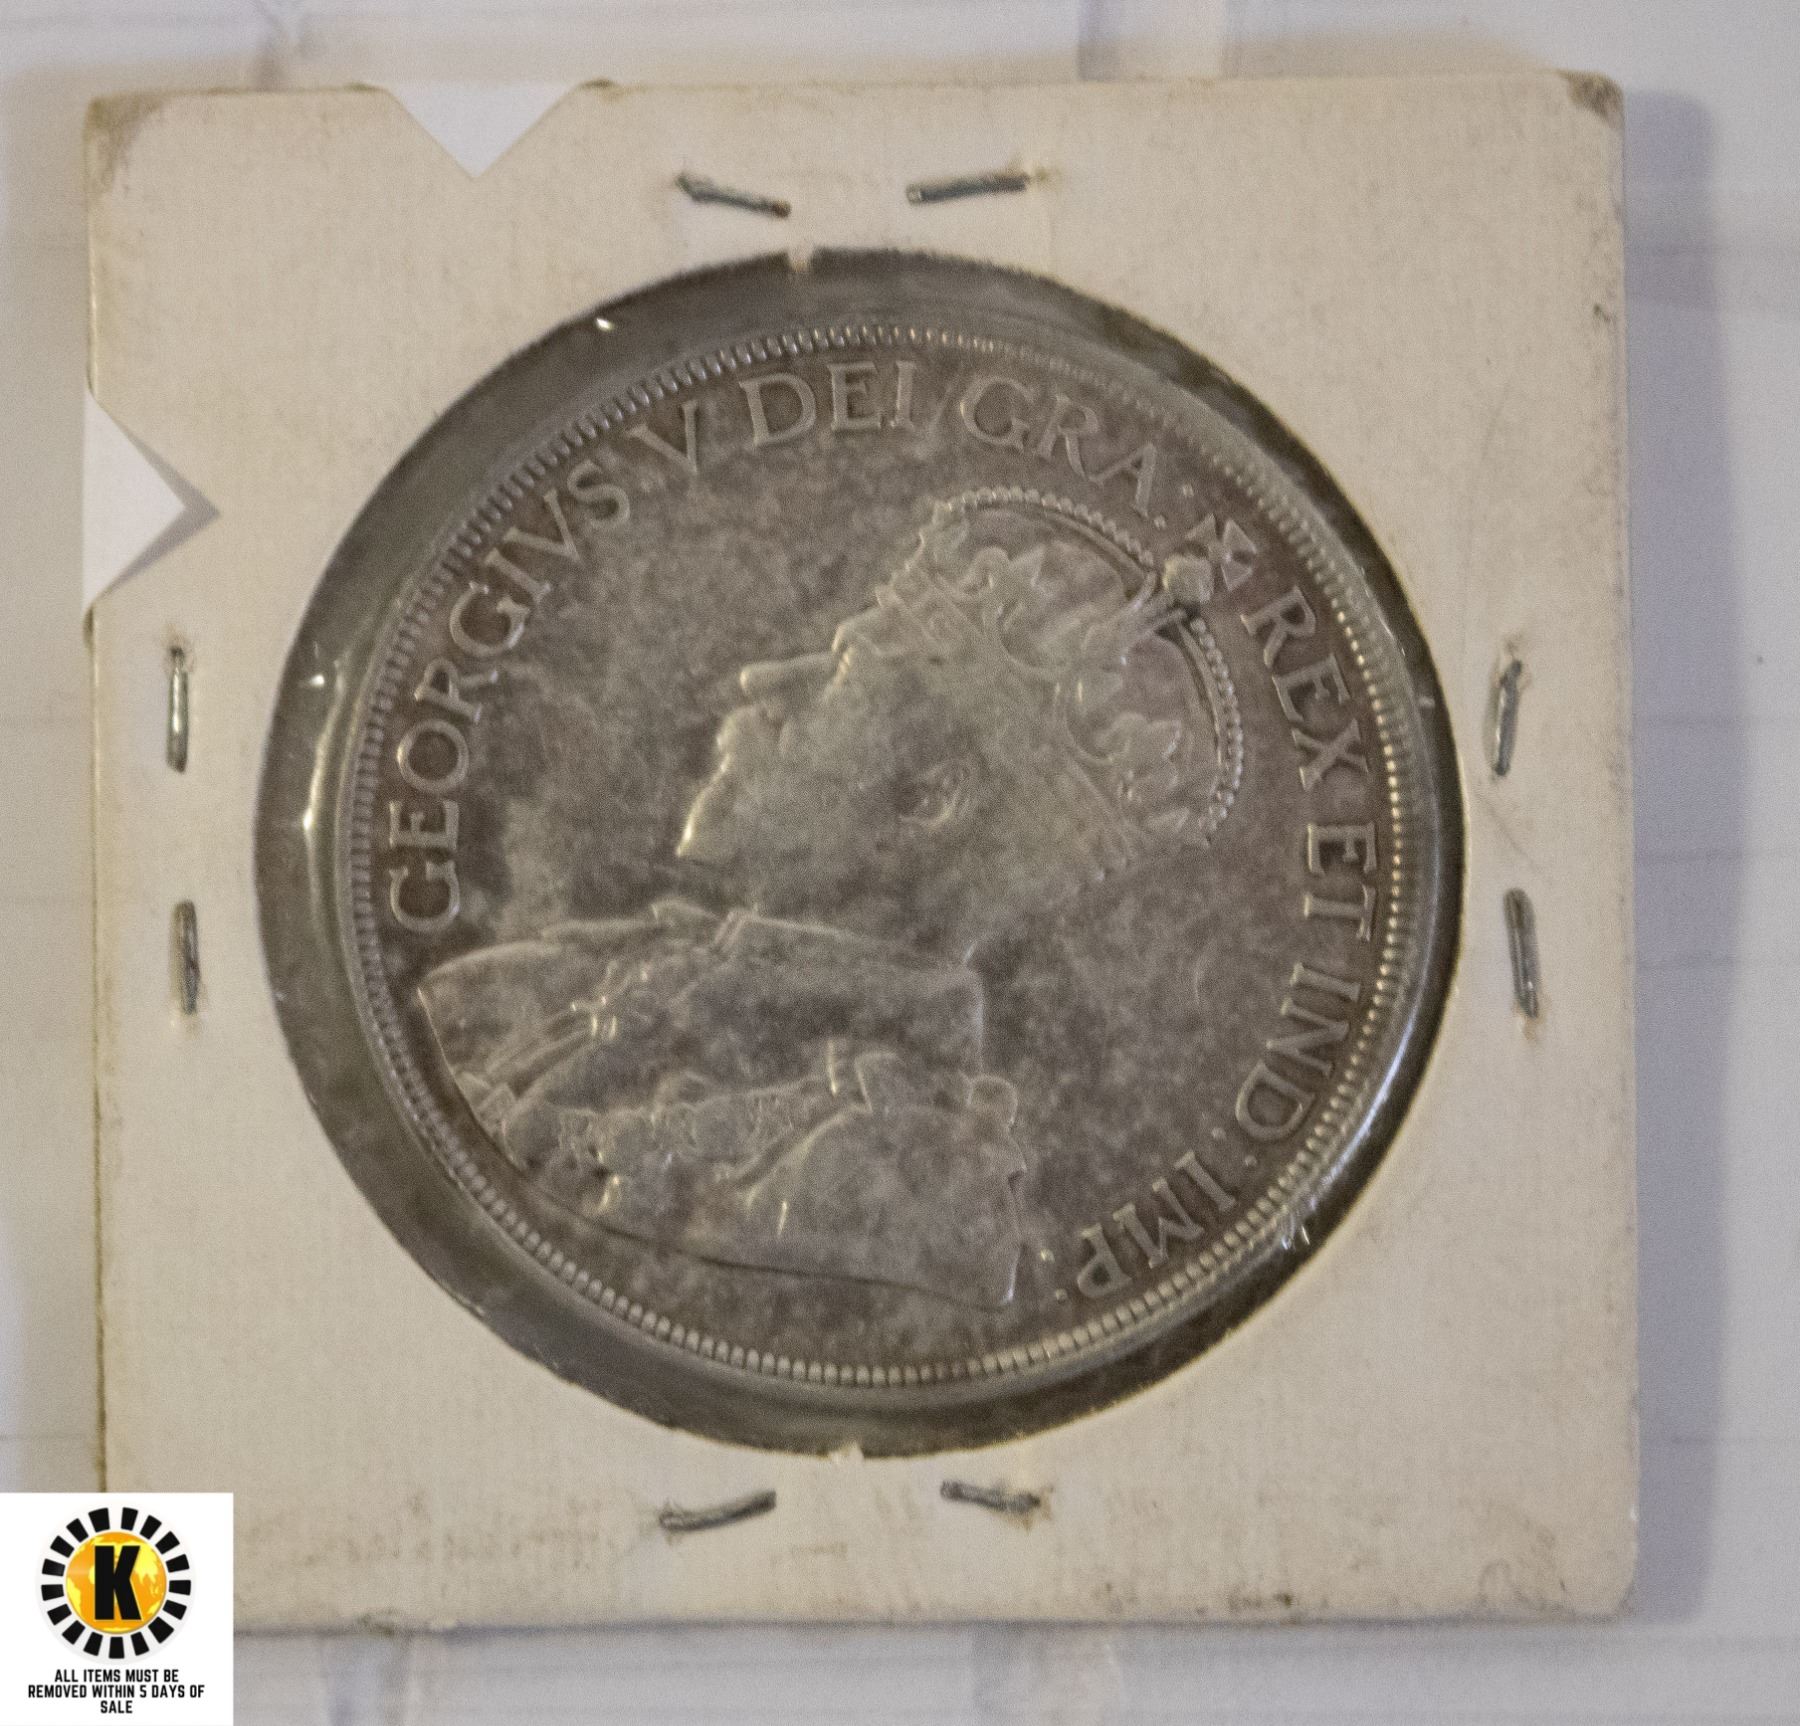 GEORGIVS V DEI GRA: REX ET IND: IMP:
K
ALL ITEMS MUST BE
REMOVED WITHIN 5 DAYS OF
SALE